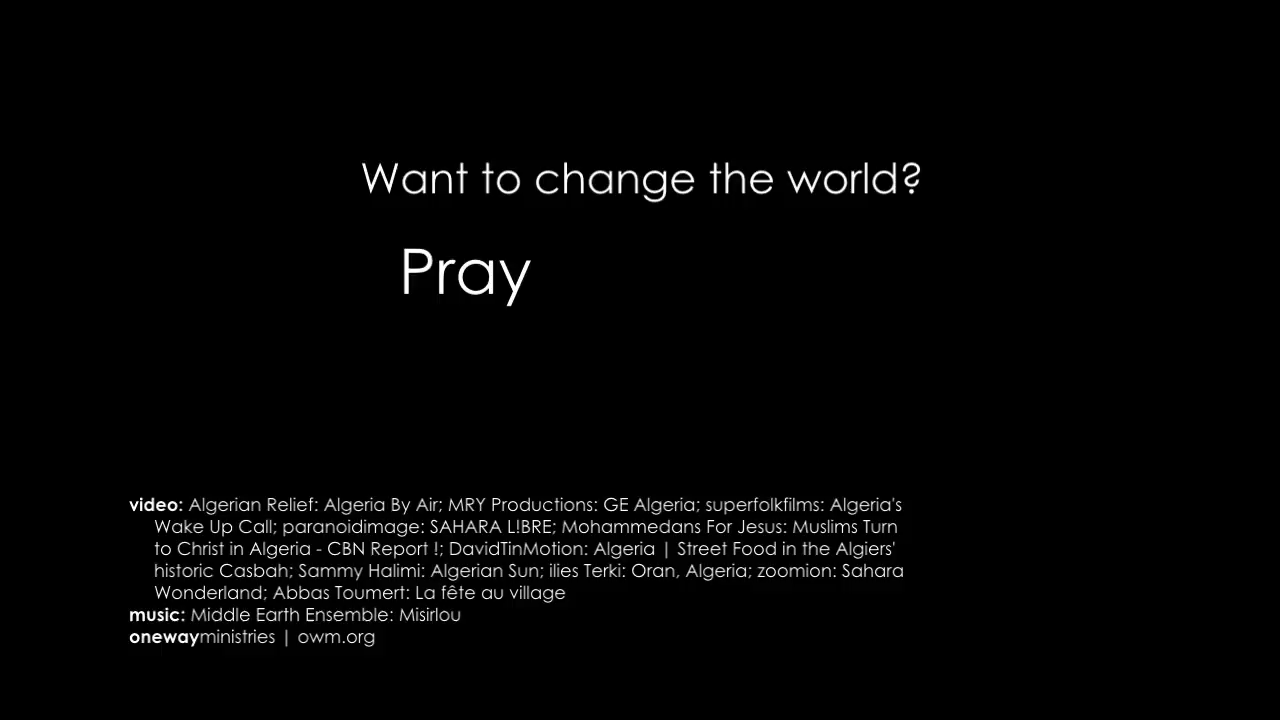 Want to change the world?
Pray
video: Algerian Relief: Algeria By Air; MRY Productions: GE Algeria; superfolkfilms: Algeria's
Wake Up Call; paranoidimage: SAHARA L!BRE; Mohammedans For Jesus: Muslims Turn
to Christ in Algeria - CBN Report !; DavidTinMotion: Algeria | Street Food in the Algiers'
historic Casbah; Sammy Halimi: Algerian Sun; ilies Terki: Oran, Algeria; zoomion: Sahara
Wonderland; Abbas Toumert: La fête au village
music: Middle Earth Ensemble: Misirlou
onewayministries | owm.org